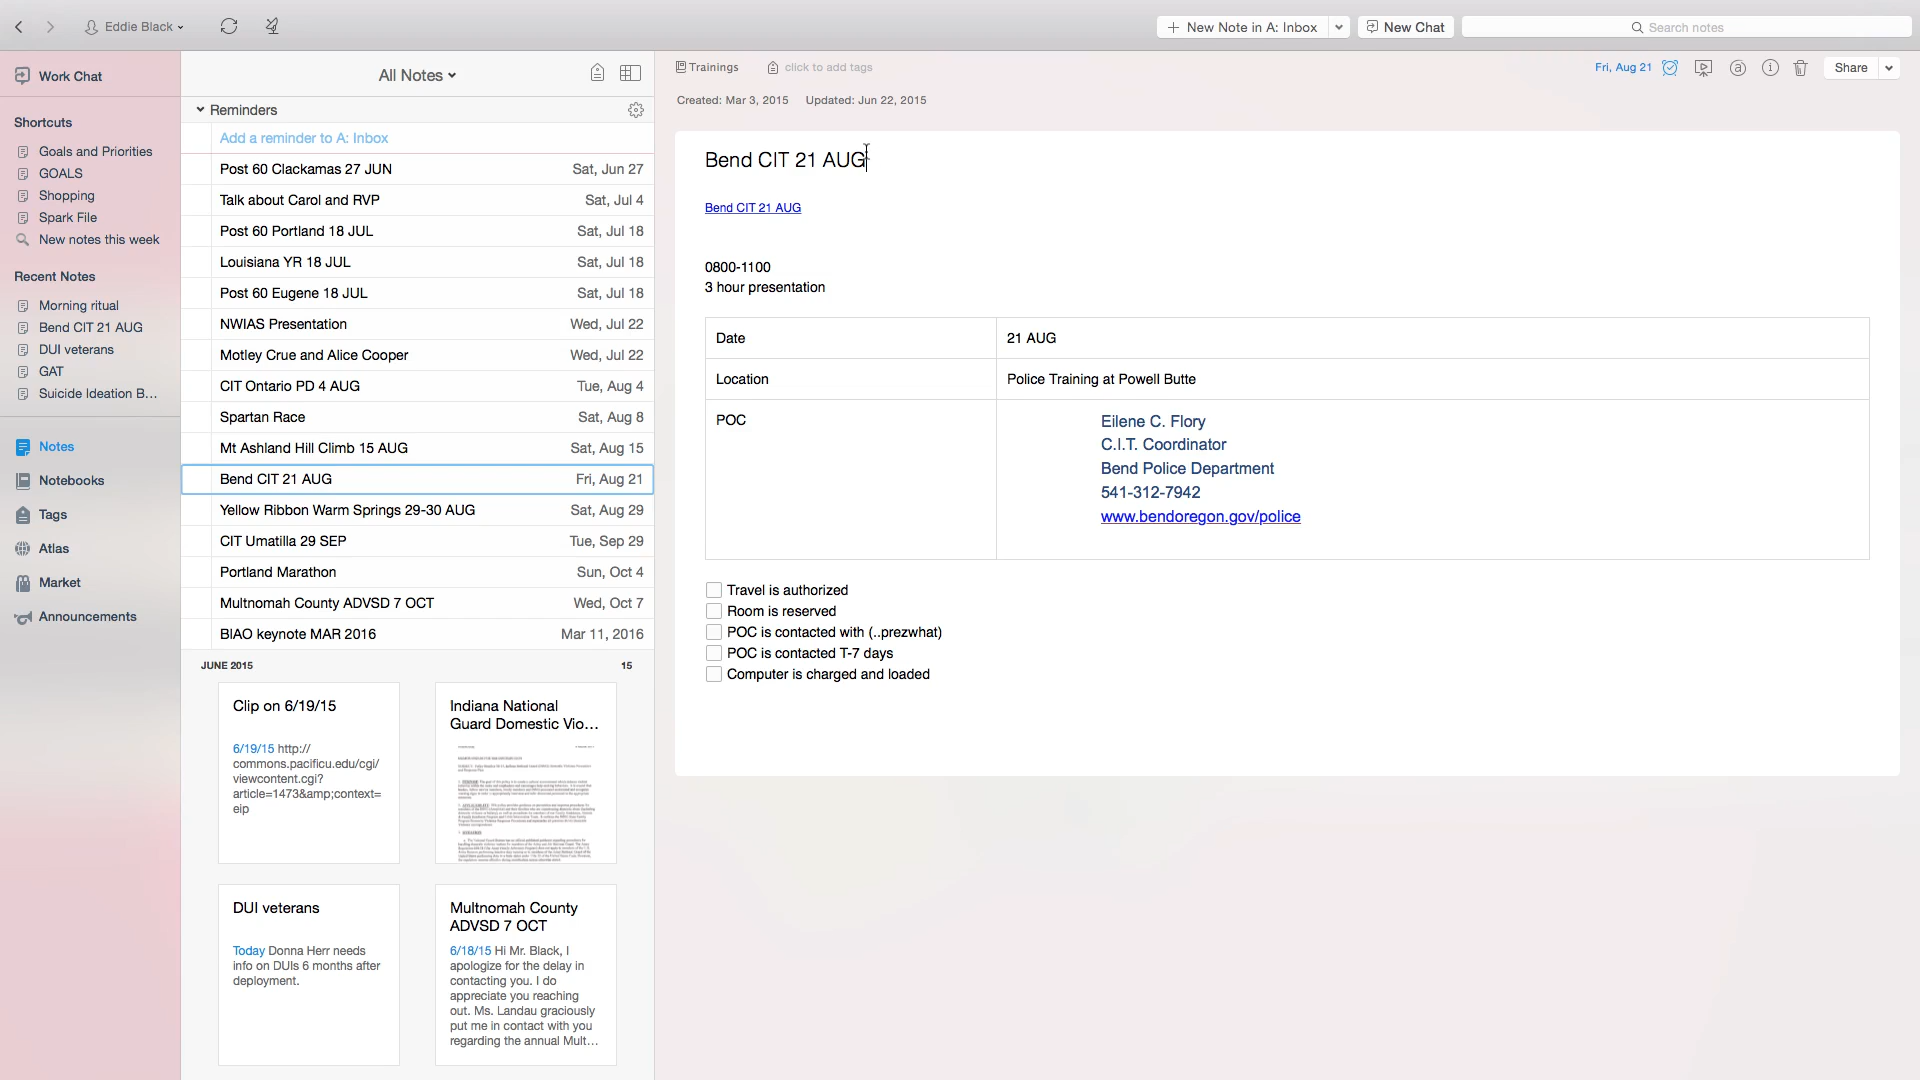 Eddie Black
New Note in A: Inbox
New Chat
Search notes
Work Chat
Shortcuts
Goals and Priorities
GOALS
Shopping
Spark File
New notes this week
Recent Notes
Morning ritual
Bend CIT 21 AUG
DUI veterans
GAT
Suicide Ideation B...
Notes
Notebooks
Tags
Atlas
Market
Announcements
All Notes
Reminders
Add a reminder to A: Inbox
Post 60 Clackamas 27 JUN Sat, Jun 27
Talk about Carol and RVP Sat, Jul 4
Post 60 Portland 18 JUL Sat, Jul 18
Louisiana YR 18 JUL Sat, Jul 18
Post 60 Eugene 18 JUL Sat, Jul 18
NWIAS Presentation Wed, Jul 22
Motley Crue and Alice Cooper Wed, Jul 22
CIT Ontario PD 4 AUG Tue, Aug 4
Spartan Race Sat, Aug 8
Mt Ashland Hill Climb 15 AUG Sat, Aug 15
Bend CIT 21 AUG Fri, Aug 21
Yellow Ribbon Warm Springs 29-30 AUG Sat, Aug 29
CIT Umatilla 29 SEP Tue, Sep 29
Portland Marathon Sun, Oct 4
Multnomah County ADVSD 7 OCT Wed, Oct 7
BIAO keynote MAR 2016 Mar 11, 2016
JUNE 2015 15
Clip on 6/19/15
6/19/15 http://
commons.pacificu.edu/cgi/
viewcontent.cgi?
article=1473&amp;context=
eip
Indiana National
Guard Domestic Vio...
DUI veterans
Today Donna Herr needs
info on DUIs 6 months after
deployment.
Multnomah County
ADVSD 7 OCT
6/18/15 Hi Mr. Black, I
apologize for the delay in
contacting you. I do
appreciate you reaching
out. Ms. Landau graciously
put me in contact with you
regarding the annual Mult...
Trainings
click to add tags
Fri, Aug 21
Share
Created: Mar 3, 2015 Updated: Jun 22, 2015
Bend CIT 21 AUG
Bend CIT 21 AUG
0800-1100
3 hour presentation
Date 21 AUG
Location Police Training at Powell Butte
POC Eilene C. Flory
C.I.T. Coordinator
Bend Police Department
541-312-7942
www.bendoregon.gov/police
Travel is authorized
Room is reserved
POC is contacted with (..prezwhat)
POC is contacted T-7 days
Computer is charged and loaded